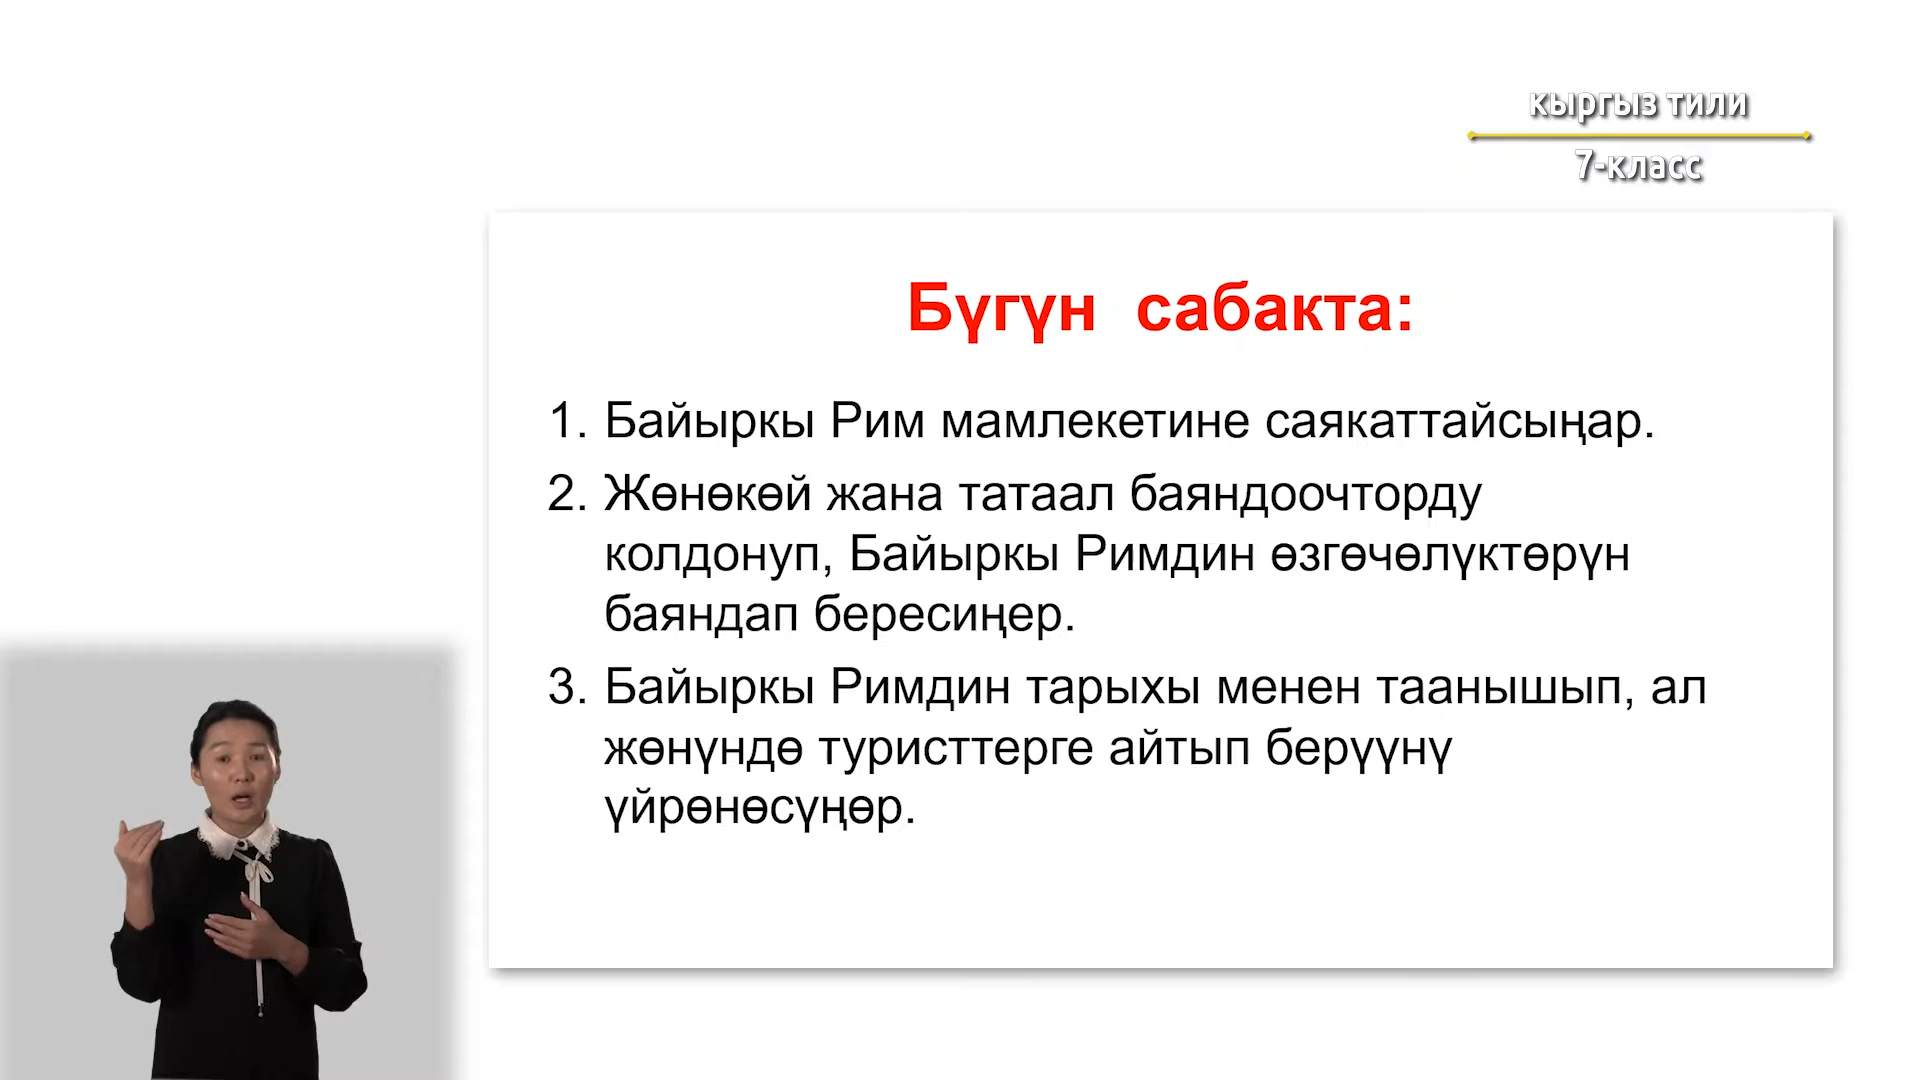 кыргыз тили
7-класс
Бүгүн сабакта:
1. Байыркы Рим мамлекетине саякаттайсыңар.
2. Жөнөкөй жана татаал баяндоочторду
колдонуп, Байыркы Римдин өзгөчөлүктөрүн
баяндап бересиңер.
3. Байыркы Римдин тарыхы менен таанышып, ал
жөнүндө туристтерге айтып берүүнү
үйрөнөсүңөр.